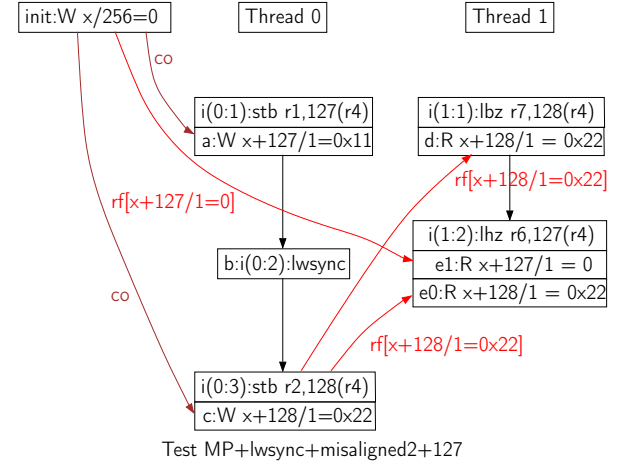 init:W x/256=0
Thread 0
Thread 1
co
i(0:1):stb r1,127(r4)
a:W x+127/1=0x11
i(1:1):lbz r7,128(r4)
d:R x+128/1 = 0x22
rf[x+128/1=0x22]
rf[x+127/1=0]
i(1:2):lhz r6,127(r4)
e1:R x+127/1 = 0
e0:R x+128/1 = 0x22
b:i(0:2):lwsync
co
rf[x+128/1=0x22]
i(0:3):stb r2,128(r4)
c:W x+128/1=0x22
Test MP+lwsync+misaligned2+127